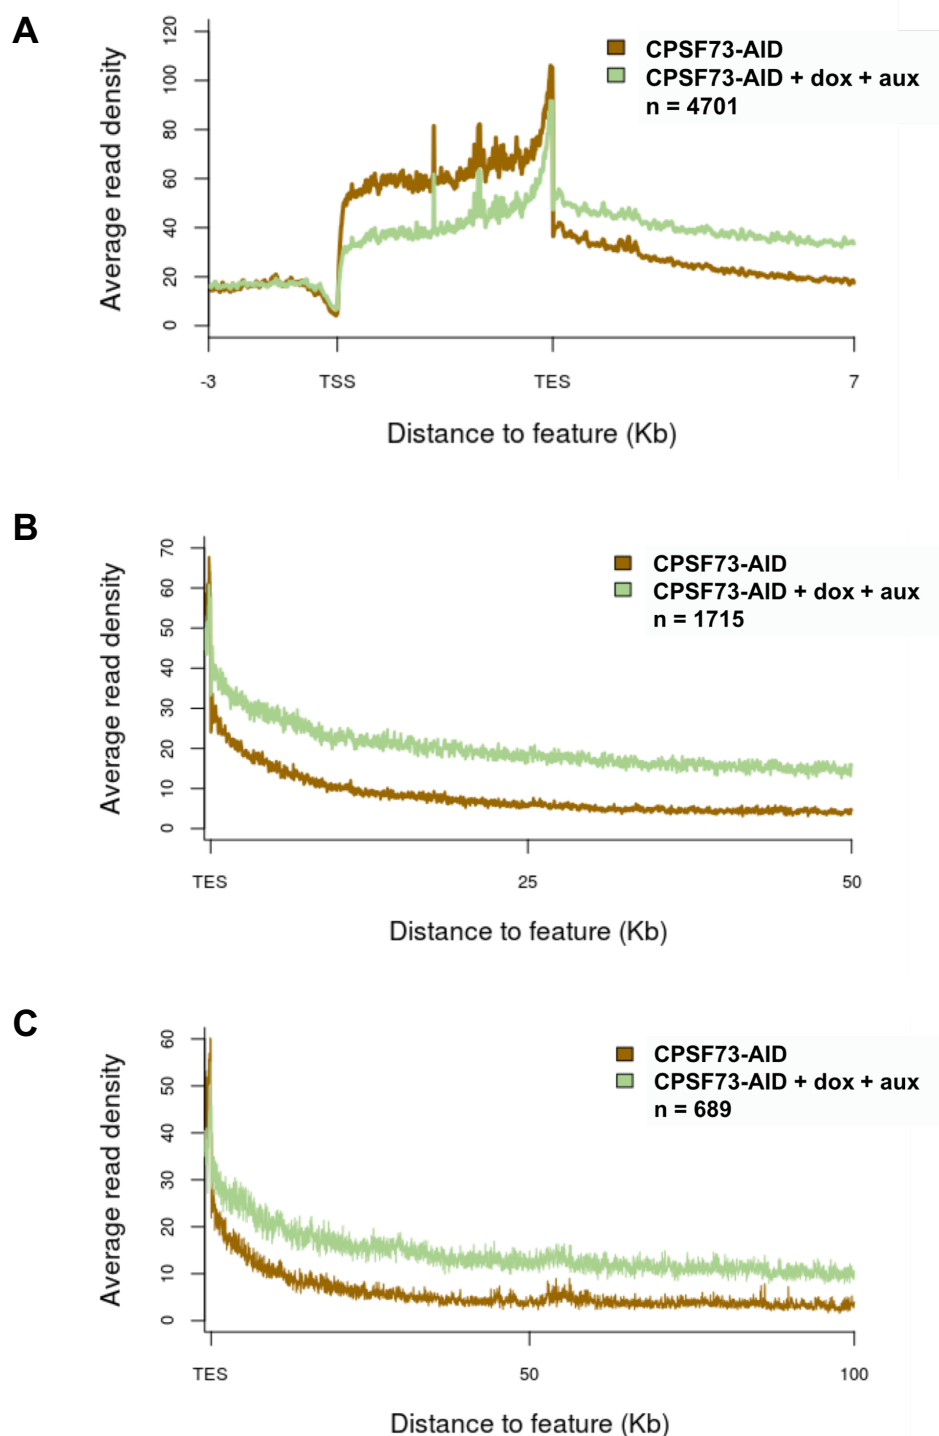 A
Average read density
120
100
80
60
40
20
0
CPSF73-AID
CPSF73-AID + dox + aux
n = 4701
-3 TSS TES 7
Distance to feature (Kb)
B
Average read density
70
60
50
40
30
20
10
0
CPSF73-AID
CPSF73-AID + dox + aux
n = 1715
TES 25 50
Distance to feature (Kb)
C
Average read density
60
50
40
30
20
10
0
CPSF73-AID
CPSF73-AID + dox + aux
n = 689
TES 50 100
Distance to feature (Kb)